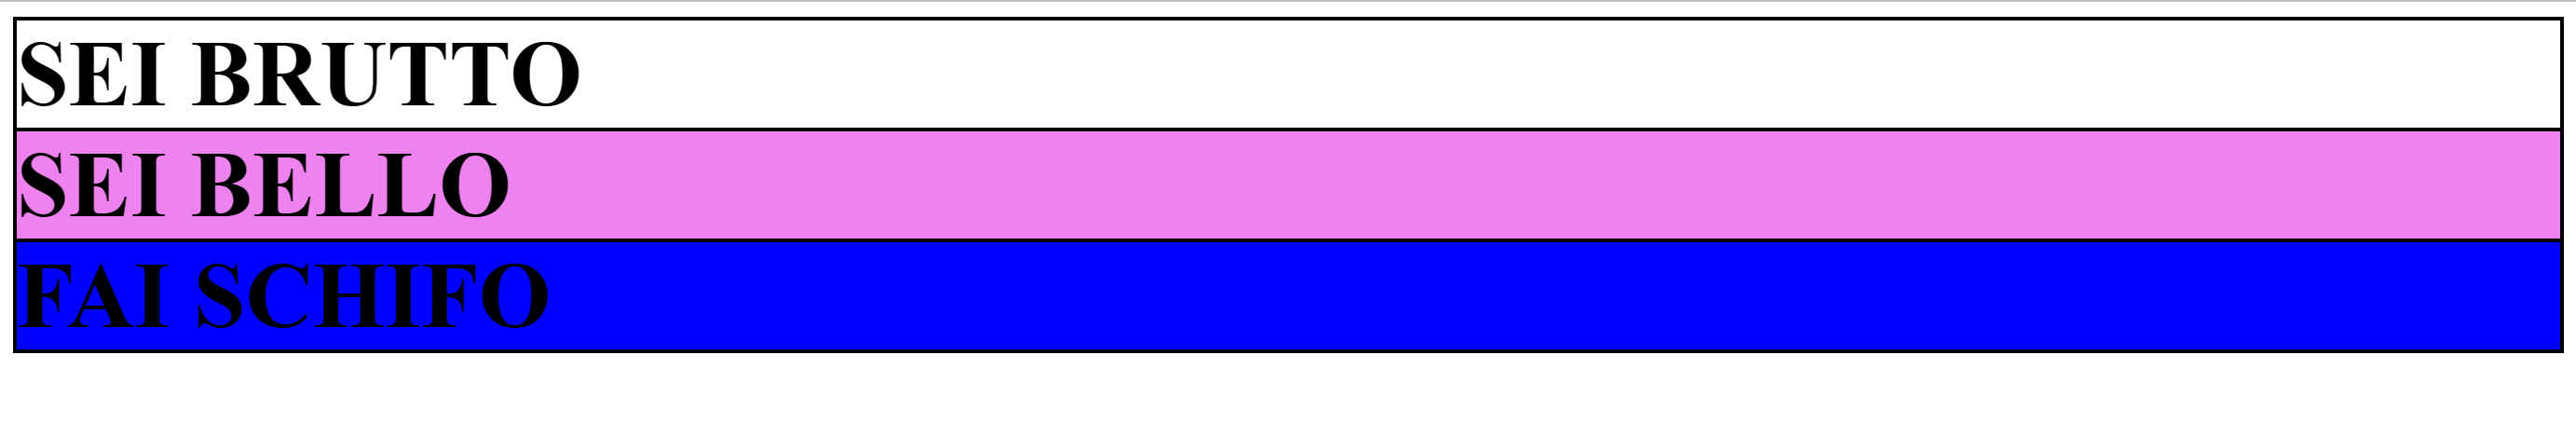 SEI BRUTTO
SEI BELLO
FAI SCHIFO